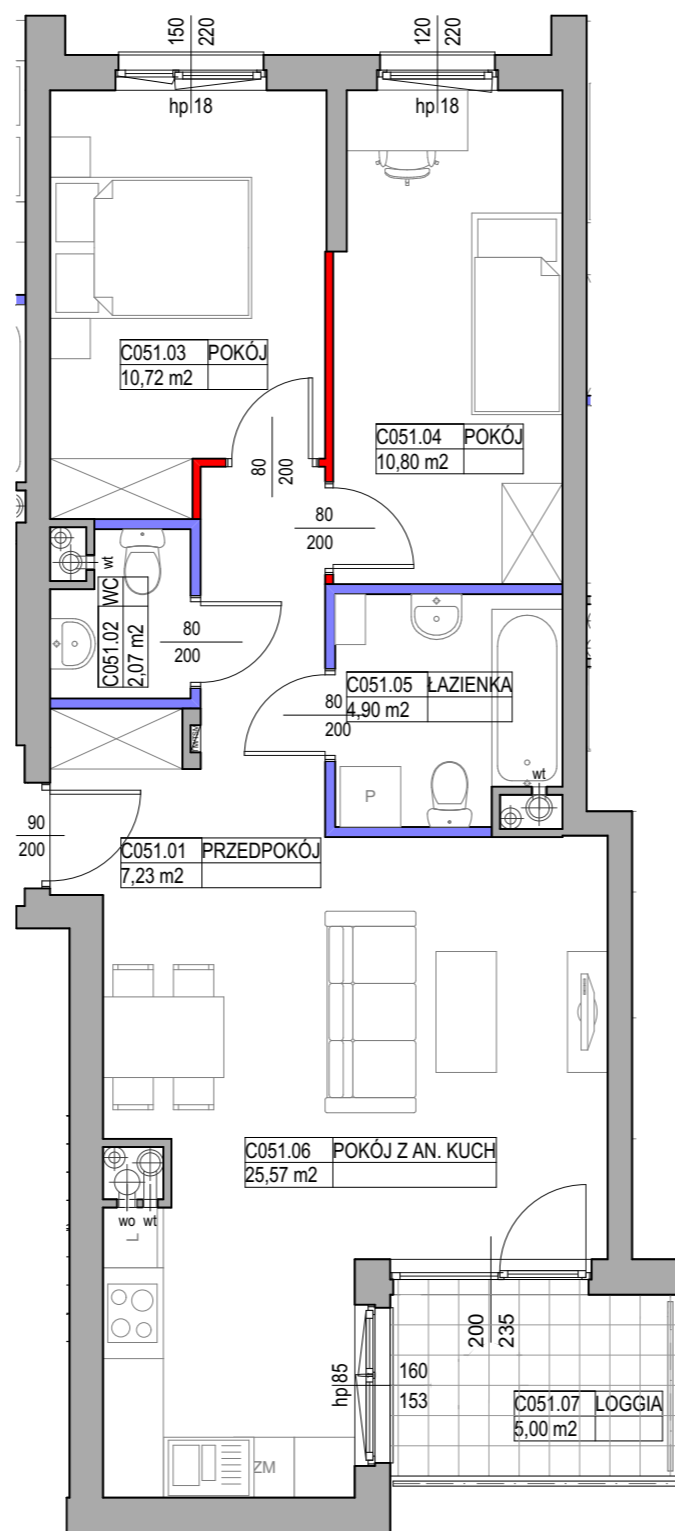 150
220
120
220
hp 18
hp 18
C051.03 POKÓJ
10,72 m2
C051.04 POKÓJ
10,80 m2
80
200
80
200
wt
C051.02 WC
2,07 m2
80
200
C051.05 ŁAZIENKA
4,90 m2
80
200
wt
P
90
200
C051.01 PRZEDPOKÓJ
7,23 m2
C051.06 POKÓJ Z AN. KUCH
25,57 m2
wo wt
L
200
235
hp 85
160
153
C051.07 LOGGIA
5,00 m2
ZM